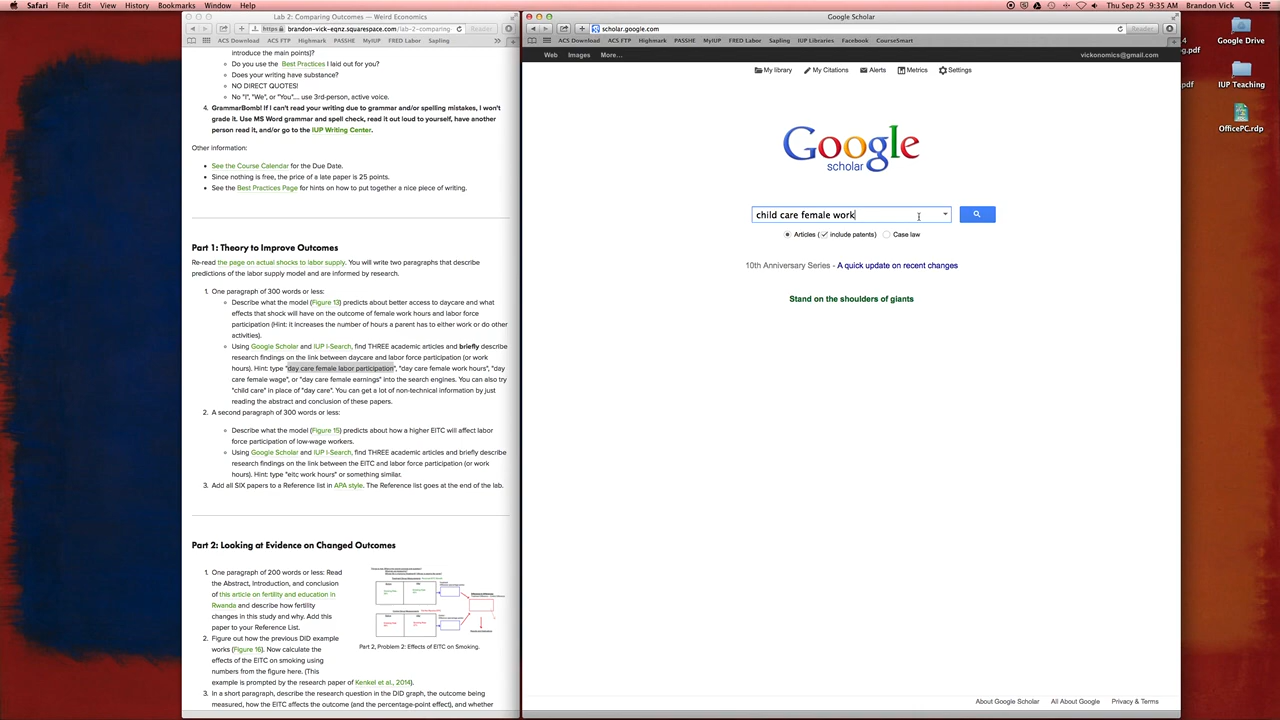 Safari File Edit View History Bookmarks Window Help
Thu Sep 25 9:35 AM Brandon Vick
Lab 2: Comparing Outcomes — Weird Economics
https brandon-vick-eqnz.squarespace.com/lab-2-comparing
Reader
ACS Download ACS FTP Highmark PASSHE MyIUP FRED Labor Sapling
introduce the main points)?
Do you use the Best Practices I laid out for you?
Does your writing have substance?
NO DIRECT QUOTES!
No "I", "We", or "You"... use 3rd-person, active voice.
4. GrammarBomb! If I can't read your writing due to grammar and/or spelling mistakes, I won't
grade it. Use MS Word grammar and spell check, read it out loud to yourself, have another
person read it, and/or go to the IUP Writing Center.
Other information:
See the Course Calendar for the Due Date.
Since nothing is free, the price of a late paper is 25 points.
See the Best Practices Page for hints on how to put together a nice piece of writing.
Part 1: Theory to Improve Outcomes
Re-read the page on actual shocks to labor supply. You will write two paragraphs that describe
predictions of the labor supply model and are informed by research.
1. One paragraph of 300 words or less:
Describe what the model (Figure 13) predicts about better access to daycare and what
effects that shock will have on the outcome of female work hours and labor force
participation (Hint: it increases the number of hours a parent has to either work or do other
activities).
Using Google Scholar and IUP I-Search, find THREE academic articles and briefly describe
research findings on the link between daycare and labor force participation (or work
hours). Hint: type "day care female labor participation", "day care female work hours", "day
care female wage", or "day care female earnings" into the search engines. You can also try
"child care" in place of "day care". You can get a lot of non-technical information by just
reading the abstract and conclusion of these papers.
2. A second paragraph of 300 words or less:
Describe what the model (Figure 15) predicts about how a higher EITC will affect labor
force participation of low-wage workers.
Using Google Scholar and IUP I-Search, find THREE academic articles and briefly describe
research findings on the link between the EITC and labor force participation (or work
hours). Hint: type "eitc work hours" or something similar.
3. Add all SIX papers to a Reference list in APA style. The Reference list goes at the end of the lab.
Part 2: Looking at Evidence on Changed Outcomes
1. One paragraph of 200 words or less: Read
the Abstract, Introduction, and conclusion
of this article on fertility and education in
Rwanda and describe how fertility
changes in this study and why. Add this
paper to your Reference List.
2. Figure out how the previous DiD example
works (Figure 16). Now calculate the
effects of the EITC on smoking using
numbers from the figure here. (This
example is prompted by the research paper of Kenkel et al., 2014).
Part 2, Problem 2: Effects of EITC on Smoking.
3. In a short paragraph, describe the research question in the DiD graph, the outcome being
measured, how the EITC affects the outcome (and the percentage-point effect), and whether
Google Scholar
scholar.google.com
Reader
ACS Download ACS FTP Highmark PASSHE MyIUP FRED Labor Sapling IUP Libraries Facebook CourseSmart
Web Images More...
vickonomics@gmail.com
My library My Citations Alerts Metrics Settings
Google
scholar
child care female work
Articles ( include patents) Case law
10th Anniversary Series - A quick update on recent changes
Stand on the shoulders of giants
About Google Scholar All About Google Privacy & Terms
Google Drive
.pdf
IUP Teaching
pdf
OfficePC.rdp